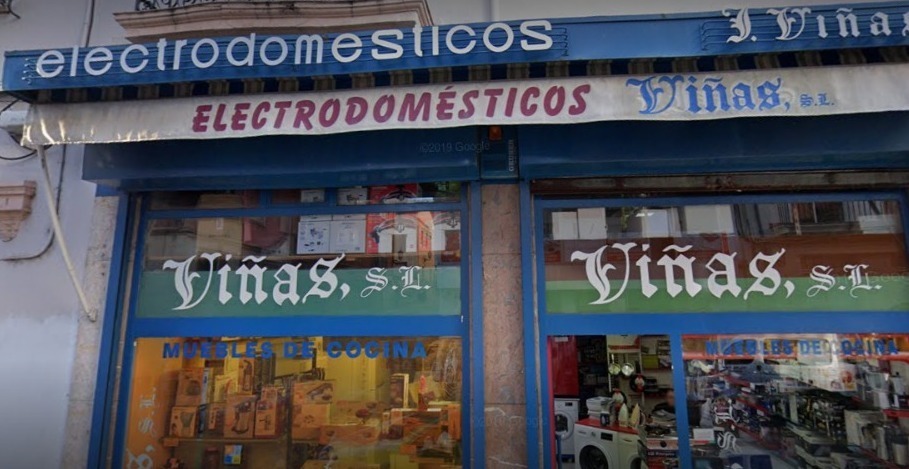 electrodomesticos J. Viñas
ELECTRODOMÉSTICOS Viñas, S.L.
©2019 Google
Viñas, S.L. Viñas, S.L.
MUEBLES DE COCINA MUEBLES DE COCINA